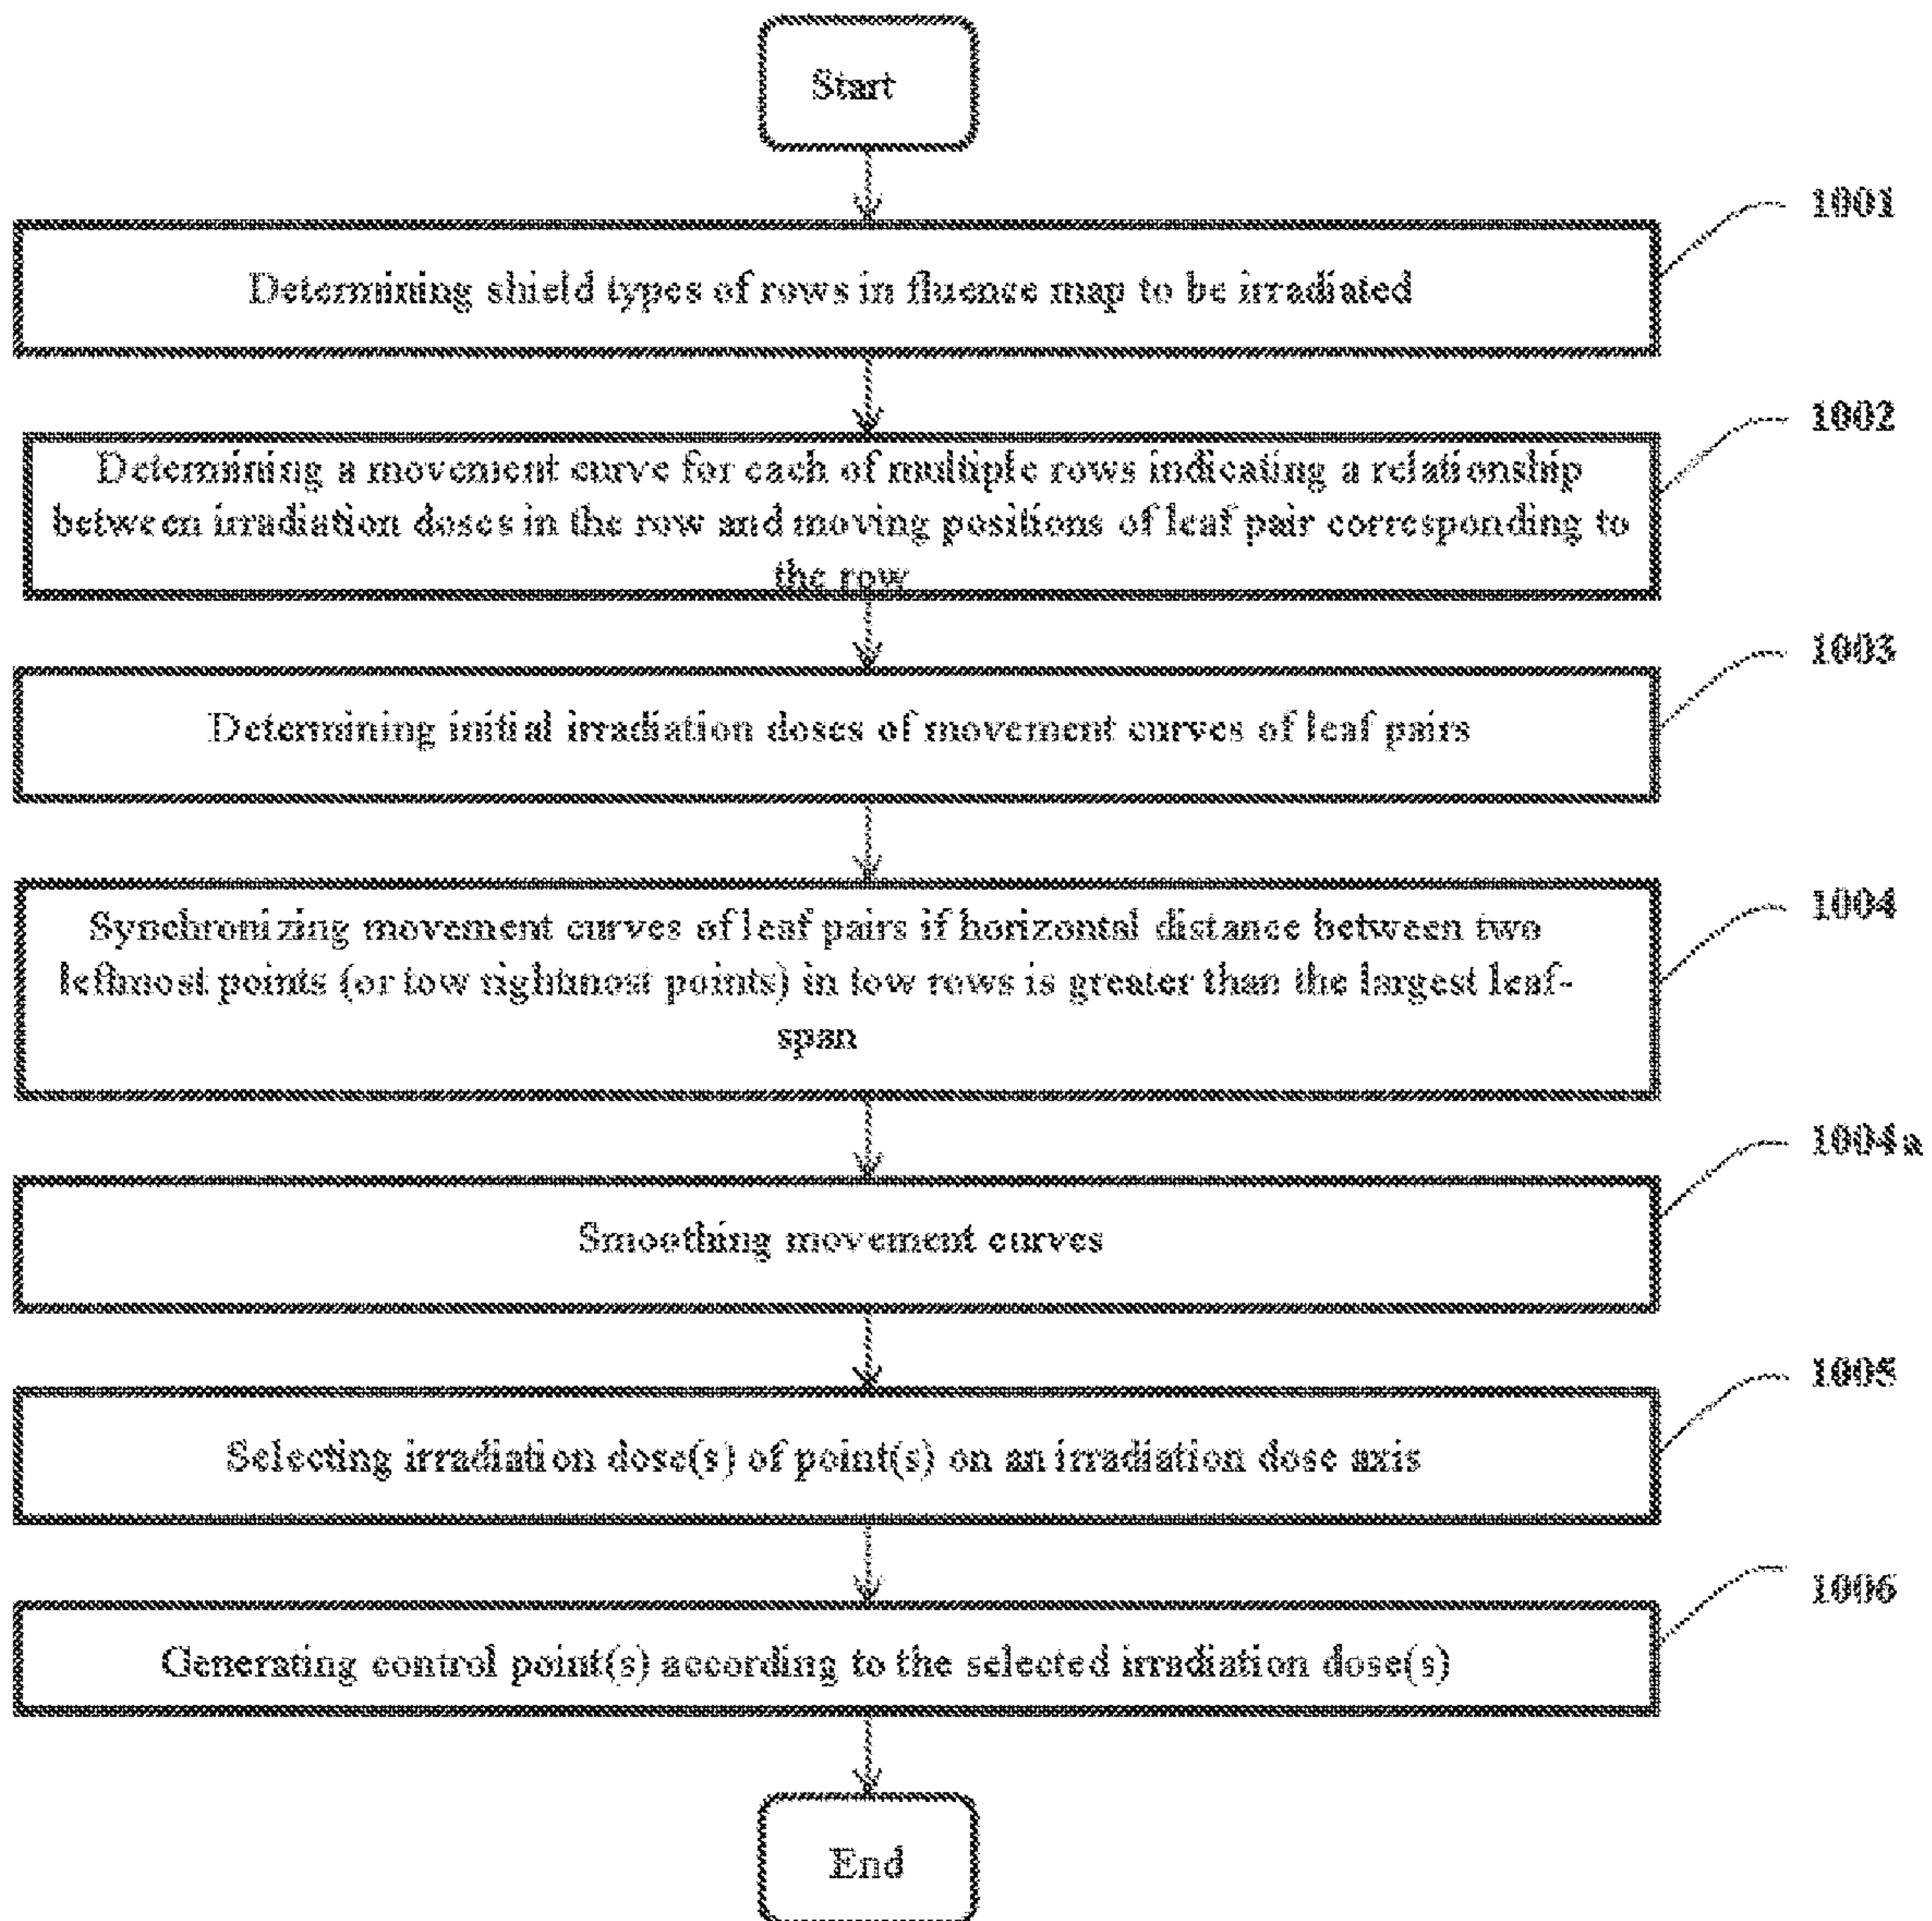 Start
1001
Determining shield types of rows in fluence map to be irradiated
1002
Determining a movement curve for each of multiple rows indicating a relationship
between irradiation doses in the row and moving positions of leaf pair corresponding to
the row
1003
Determining initial irradiation doses of movement curves of leaf pairs
1004
Synchronizing movement curves of leaf pairs if horizontal distance between two
leftmost points (or tow rightmost points) in tow rows is greater than the largest leaf-
span
1004a
Smoothing movement curves
1005
Selecting irradiation dose(s) of point(s) on an irradiation dose axis
1006
Generating control point(s) according to the selected irradiation dose(s)
End